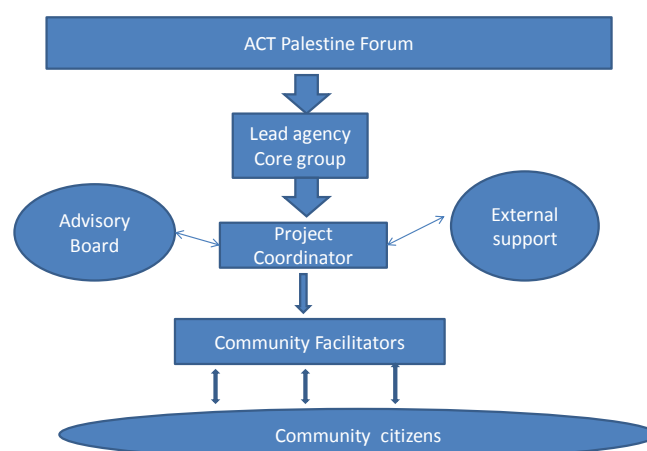 ACT Palestine Forum
Lead agency
Core group
Advisory
Board
Project
Coordinator
External
support
Community Facilitators
Community citizens